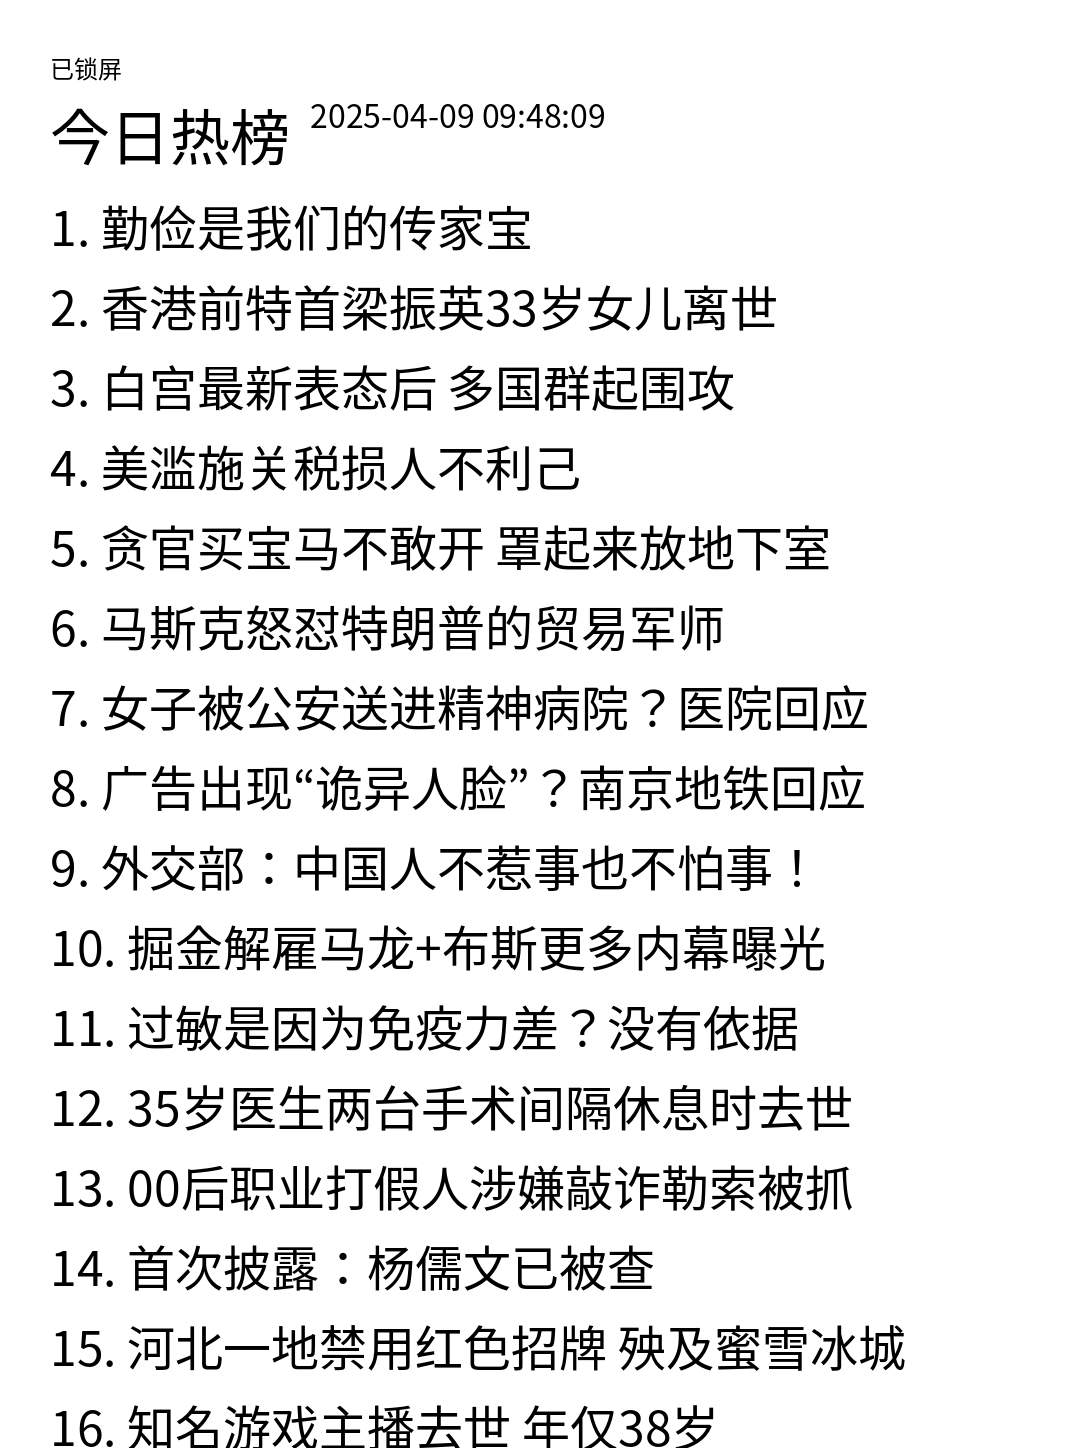 已锁屏
今日热榜 2025-04-09 09:48:09
1. 勤俭是我们的传家宝
2. 香港前特首梁振英33岁女儿离世
3. 白宫最新表态后 多国群起围攻
4. 美滥施关税损人不利己
5. 贪官买宝马不敢开 罩起来放地下室
6. 马斯克怒怼特朗普的贸易军师
7. 女子被公安送进精神病院？医院回应
8. 广告出现“诡异人脸”？南京地铁回应
9. 外交部：中国人不惹事也不怕事！
10. 掘金解雇马龙+布斯更多内幕曝光
11. 过敏是因为免疫力差？没有依据
12. 35岁医生两台手术间隔休息时去世
13. 00后职业打假人涉嫌敲诈勒索被抓
14. 首次披露：杨儒文已被查
15. 河北一地禁用红色招牌 殃及蜜雪冰城
16. 知名游戏主播去世 年仅38岁